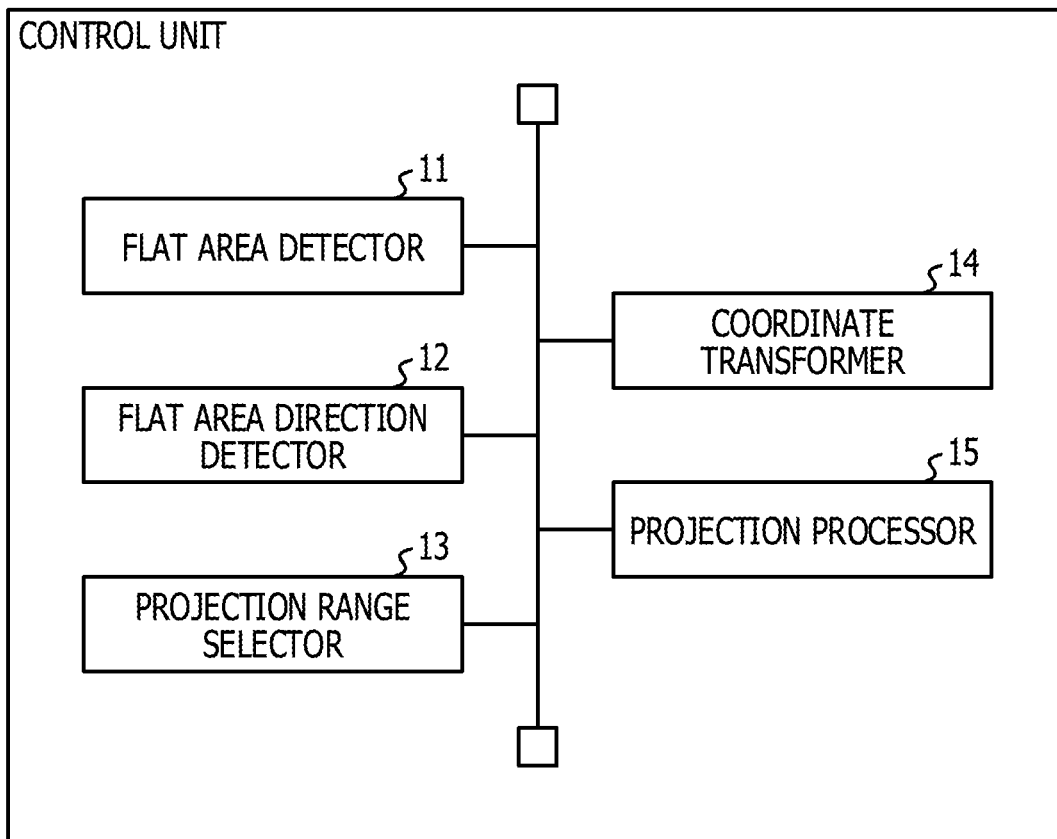 CONTROL UNIT
11
FLAT AREA DETECTOR
12
FLAT AREA DIRECTION
DETECTOR
13
PROJECTION RANGE
SELECTOR
14
COORDINATE
TRANSFORMER
15
PROJECTION PROCESSOR